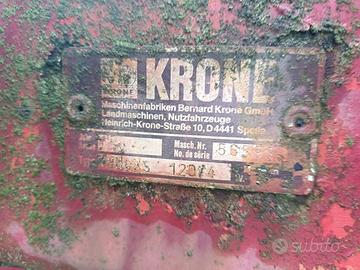 KRONE
KRONE
Maschinenfabriken Bernard Krone GmbH
Landmaschinen, Nutzfahrzeuge
Heinrich-Krone-Straße 10, D 4441 Spelle
Masch. Nr.
No. de série
subito